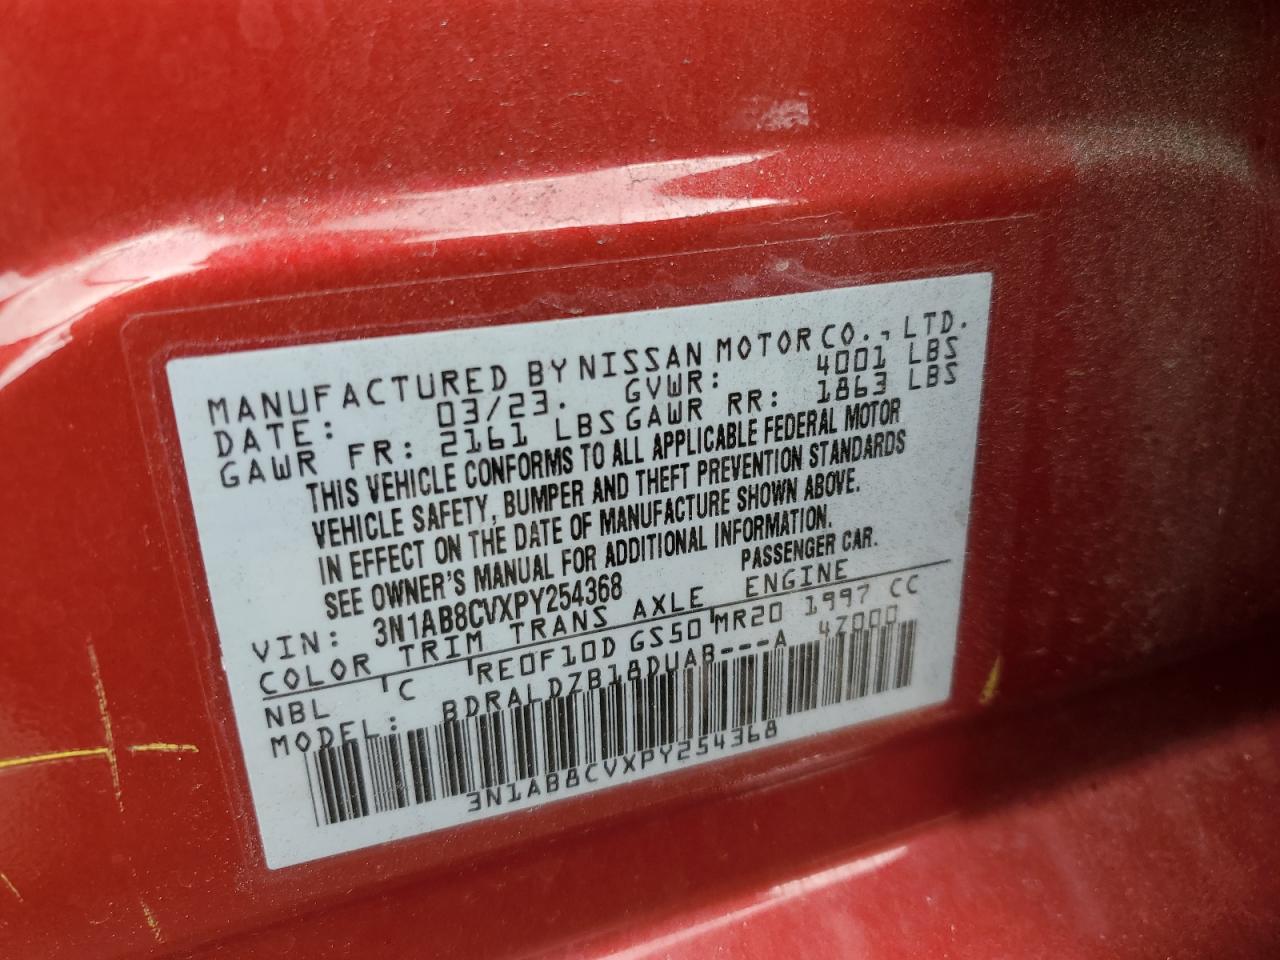 MANUFACTURED BY NISSAN MOTOR CO., LTD.
DATE: 03/23. GVWR: 4001 LBS
GAWR FR: 2161 LBS GAWR RR: 1863 LBS
THIS VEHICLE CONFORMS TO ALL APPLICABLE FEDERAL MOTOR
VEHICLE SAFETY, BUMPER AND THEFT PREVENTION STANDARDS
IN EFFECT ON THE DATE OF MANUFACTURE SHOWN ABOVE.
SEE OWNER'S MANUAL FOR ADDITIONAL INFORMATION.
VIN: 3N1AB8CVXPY254368 PASSENGER CAR.
COLOR TRIM TRANS AXLE ENGINE
NBL C RE0F10D GS50 MR20 1997 CC
MODEL: BDRALDZB18DUAB---A 4Z000
3N1AB8CVXPY254368